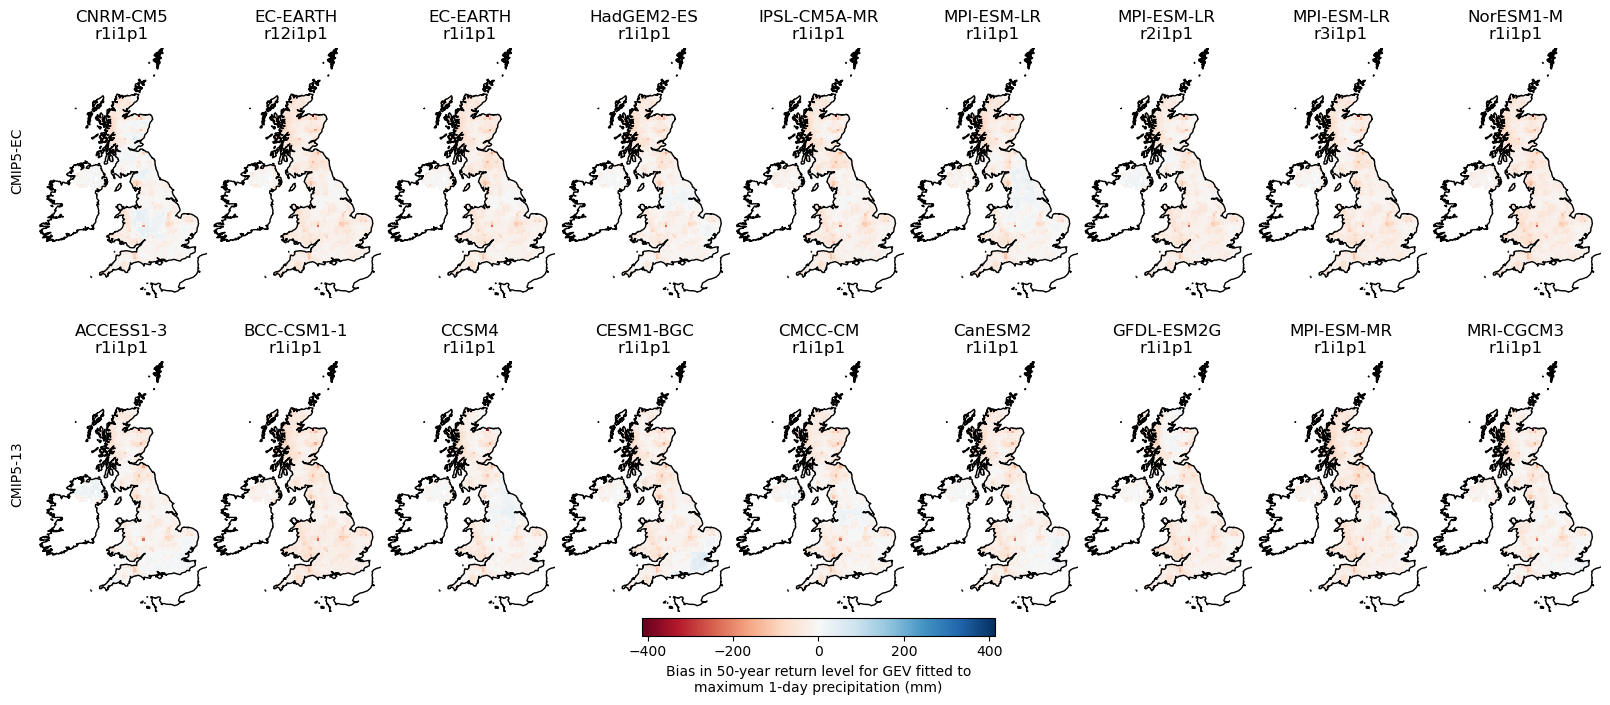 CNRM-CM5
r1i1p1
EC-EARTH
r12i1p1
EC-EARTH
r1i1p1
HadGEM2-ES
r1i1p1
IPSL-CM5A-MR
r1i1p1
MPI-ESM-LR
r1i1p1
MPI-ESM-LR
r2i1p1
MPI-ESM-LR
r3i1p1
NorESM1-M
r1i1p1
CMIP5-EC
ACCESS1-3
r1i1p1
BCC-CSM1-1
r1i1p1
CCSM4
r1i1p1
CESM1-BGC
r1i1p1
CMCC-CM
r1i1p1
CanESM2
r1i1p1
GFDL-ESM2G
r1i1p1
MPI-ESM-MR
r1i1p1
MRI-CGCM3
r1i1p1
CMIP5-13
−400 −200 0 200 400
Bias in 50-year return level for GEV fitted to
maximum 1-day precipitation (mm)